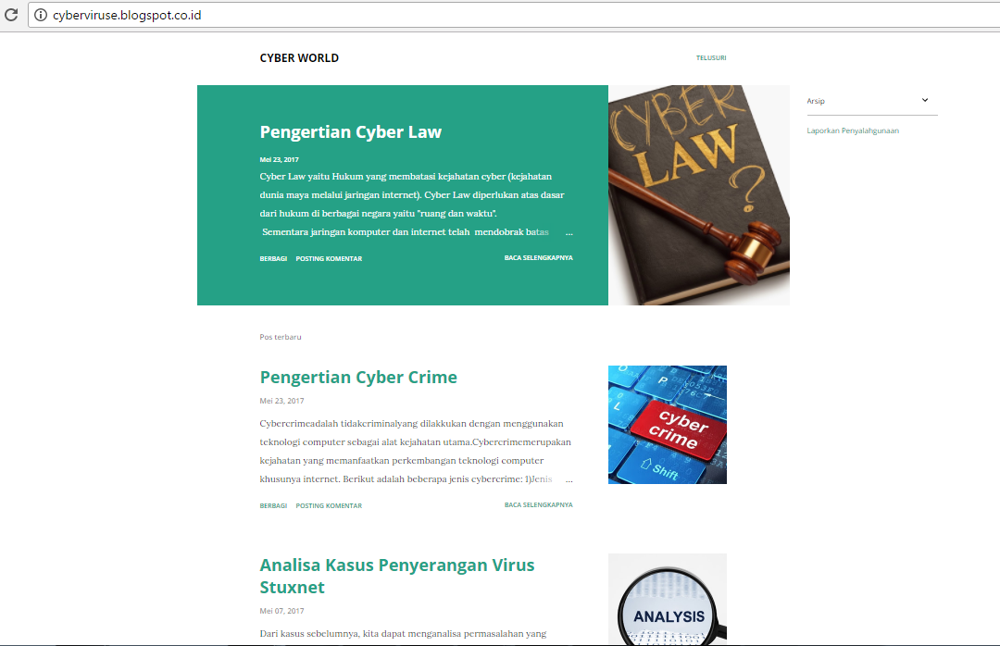 cyberviruse.blogspot.co.id
CYBER WORLD
TELUSURI
Pengertian Cyber Law
Mei 23, 2017
Cyber Law yaitu Hukum yang membatasi kejahatan cyber (kejahatan
dunia maya melalui jaringan internet). Cyber Law diperlukan atas dasar
dari hukum di berbagai negara yaitu "ruang dan waktu".
Sementara jaringan komputer dan internet telah mendobrak batas ...
BERBAGI POSTING KOMENTAR BACA SELENGKAPNYA
CYBER
LAW
?
Arsip
Laporkan Penyalahgunaan
Pos terbaru
Pengertian Cyber Crime
Mei 23, 2017
Cybercrimeadalah tidakcriminalyang dilakkukan dengan menggunakan
teknologi computer sebagai alat kejahatan utama.Cybercrimemerupakan
kejahatan yang memanfaatkan perkembangan teknologi computer
khusunya internet. Berikut adalah beberapa jenis cybercrime: 1)Jenis ...
BERBAGI POSTING KOMENTAR BACA SELENGKAPNYA
P
L
cyber
crime
Shift
Analisa Kasus Penyerangan Virus
Stuxnet
Mei 07, 2017
Dari kasus sebelumnya, kita dapat menganalisa permasalahan yang
ANALYSIS